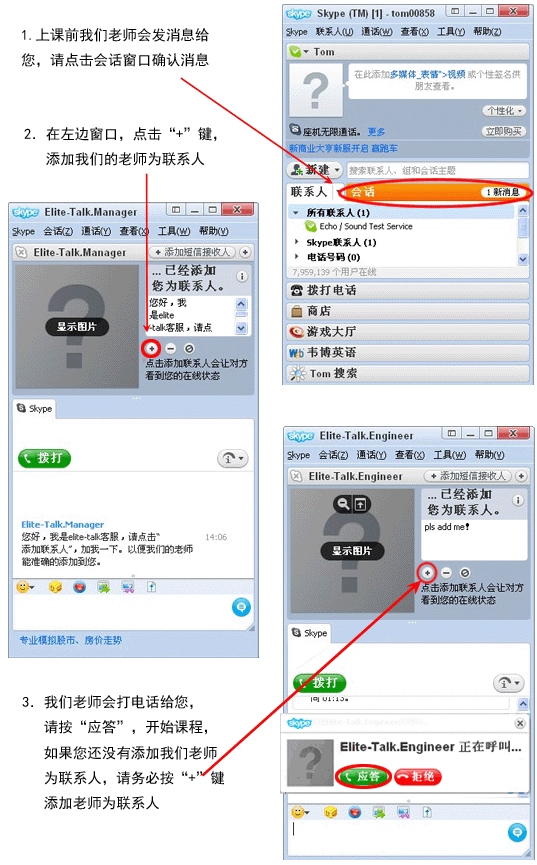 1.上课前我们老师会发消息给
您，请点击会话窗口确认消息
2. 在左边窗口，点击“+”键，
添加我们的老师为联系人
skype Skype (TM) [1] - tom00858
Skype 联系人(U) 通话(W) 查看(X) 工具(Y) 帮助(Z)
Tom
在此添加多媒体_表情">视频 或个性签名供
朋友查看。
个性化
座机无限通话。 更多 立即购买
新商业大亨新服开启 赢跑车
新建 搜索联系人、组和会话主题
联系人 会话 1 新消息
所有联系人 (1)
Echo / Sound Test Service
Skype联系人 (1)
电话号码 (0)
7,959,139 个用户在线
拨打电话
商店
游戏大厅
韦博英语
Tom 搜索
skype Elite-Talk.Manager
Skype 会话(Z) 通话(Y) 查看(X) 工具(W) 帮助(V)
Elite-Talk.Manager + 添加短信接收人
... 已经添加
您为联系人。
您好，我
是elite
-talk客服，请点
显示图片
点击添加联系人会让对方
看到您的在线状态
Skype
拨打
Elite-Talk.Manager
您好，我是elite-talk客服，请点击“ 14:06
添加联系人”，加我一下。以便我们的老师
能准确的添加到您。
专业模拟股市、房价走势
skype Elite-Talk.Engineer
Skype 会话(Z) 通话(Y) 查看(X) 工具(W) 帮助(V)
Elite-Talk.Engineer + 添加短信接收人
... 已经添加
您为联系人。
pls add me!
显示图片
点击添加联系人会让对方
看到您的在线状态
Skype
拨打
skype
Elite-Talk.Engineer 正在呼叫...
应答 拒绝
3. 我们老师会打电话给您，
请按“应答”，开始课程，
如果您还没有添加我们老师
为联系人，请务必按“+”键
添加老师为联系人